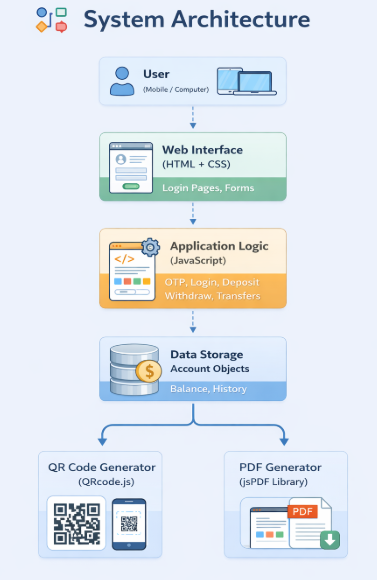 System Architecture
User
(Mobile / Computer)
Web Interface
(HTML + CSS)
Login Pages, Forms
</>
Application Logic
(JavaScript)
OTP, Login, Deposit
Withdraw, Transfers
Data Storage
Account Objects
$
Balance, History
QR Code Generator
(QRcode.js)
PDF Generator
(jsPDF Library)
PDF